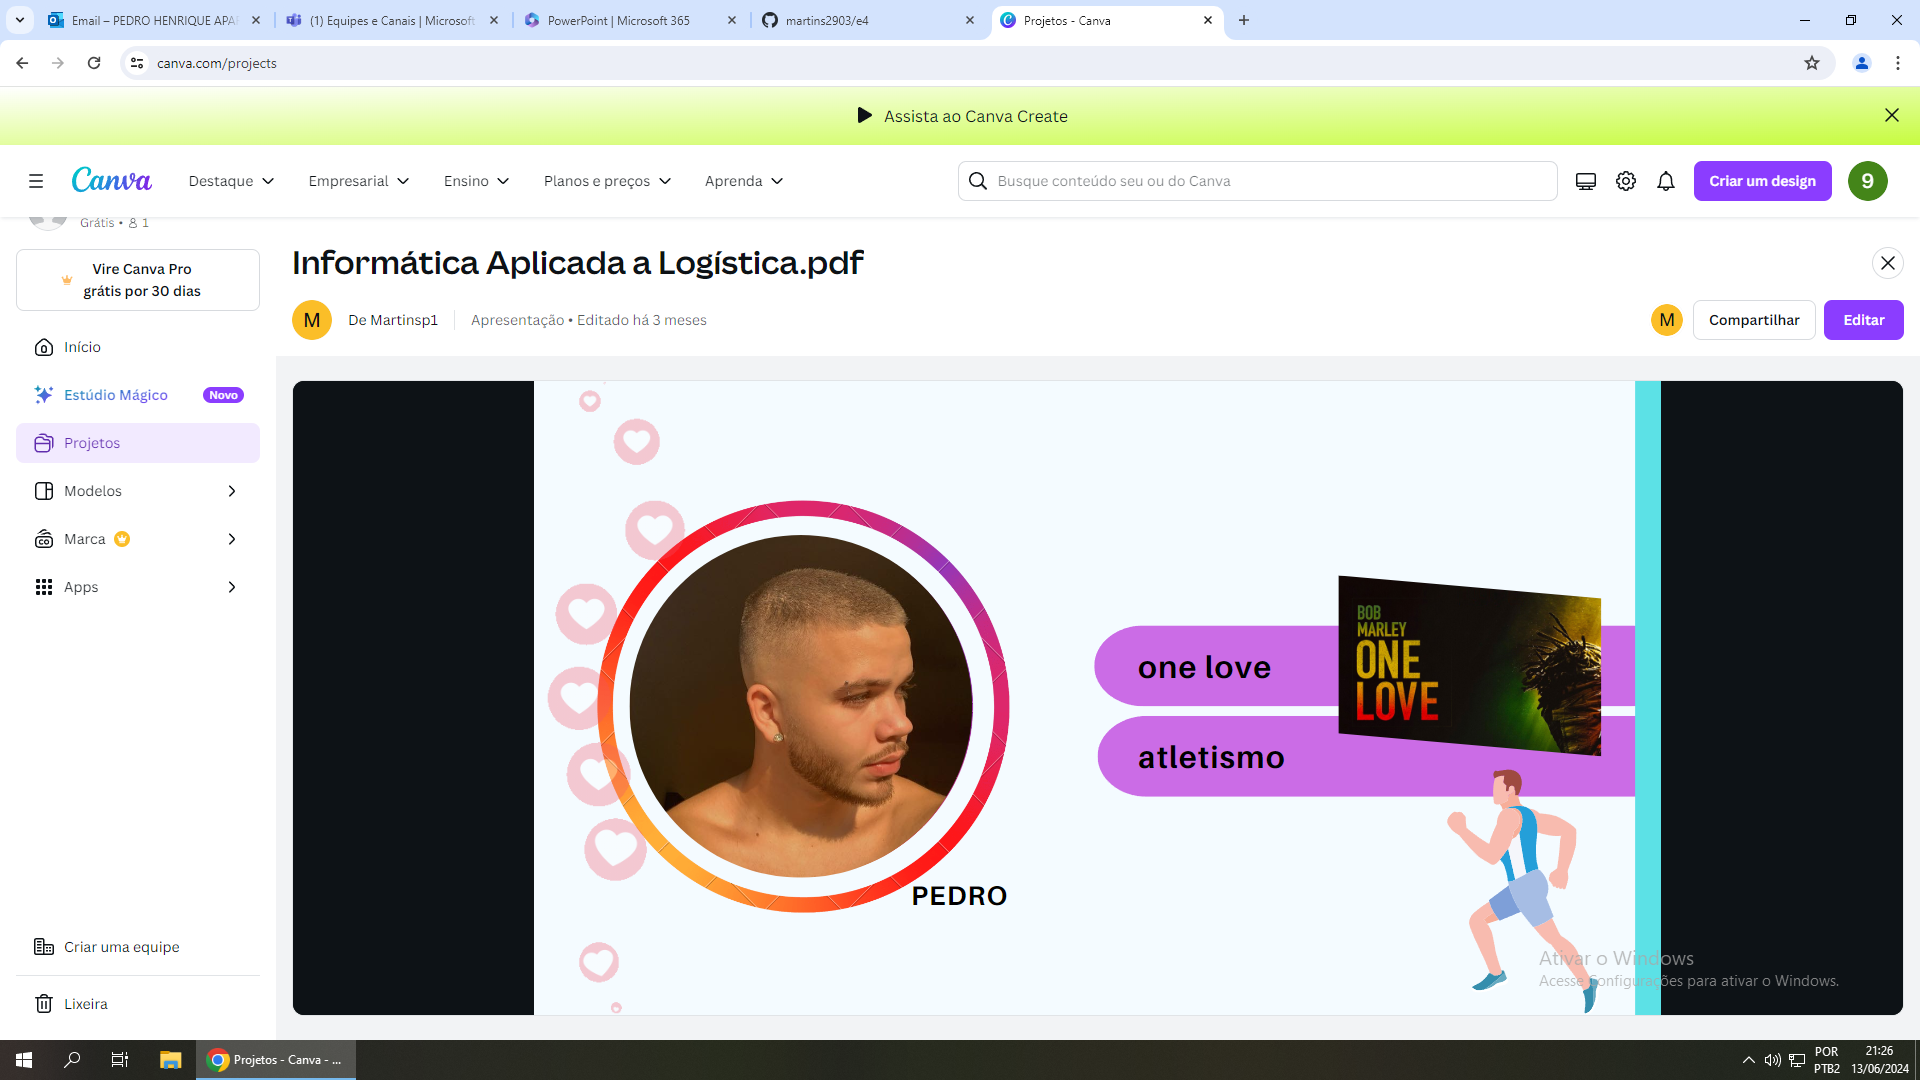 Email – PEDRO HENRIQUE APA
(1) Equipes e Canais | Microsoft
PowerPoint | Microsoft 365
martins2903/e4
Projetos - Canva
canva.com/projects
Assista ao Canva Create
Canva
Destaque
Empresarial
Ensino
Planos e preços
Aprenda
Busque conteúdo seu ou do Canva
Criar um design
9
Grátis • 1
Vire Canva Pro
grátis por 30 dias
Início
Estúdio Mágico
Novo
Projetos
Modelos
Marca
Apps
Criar uma equipe
Lixeira
Informática Aplicada a Logística.pdf
M
De Martinsp1
Apresentação • Editado há 3 meses
M
Compartilhar
Editar
one love
BOB
MARLEY
ONE
LOVE
atletismo
PEDRO
Ativar o Windows
Acesse Configurações para ativar o Windows.
Projetos - Canva - ...
POR
PTB2
21:26
13/06/2024